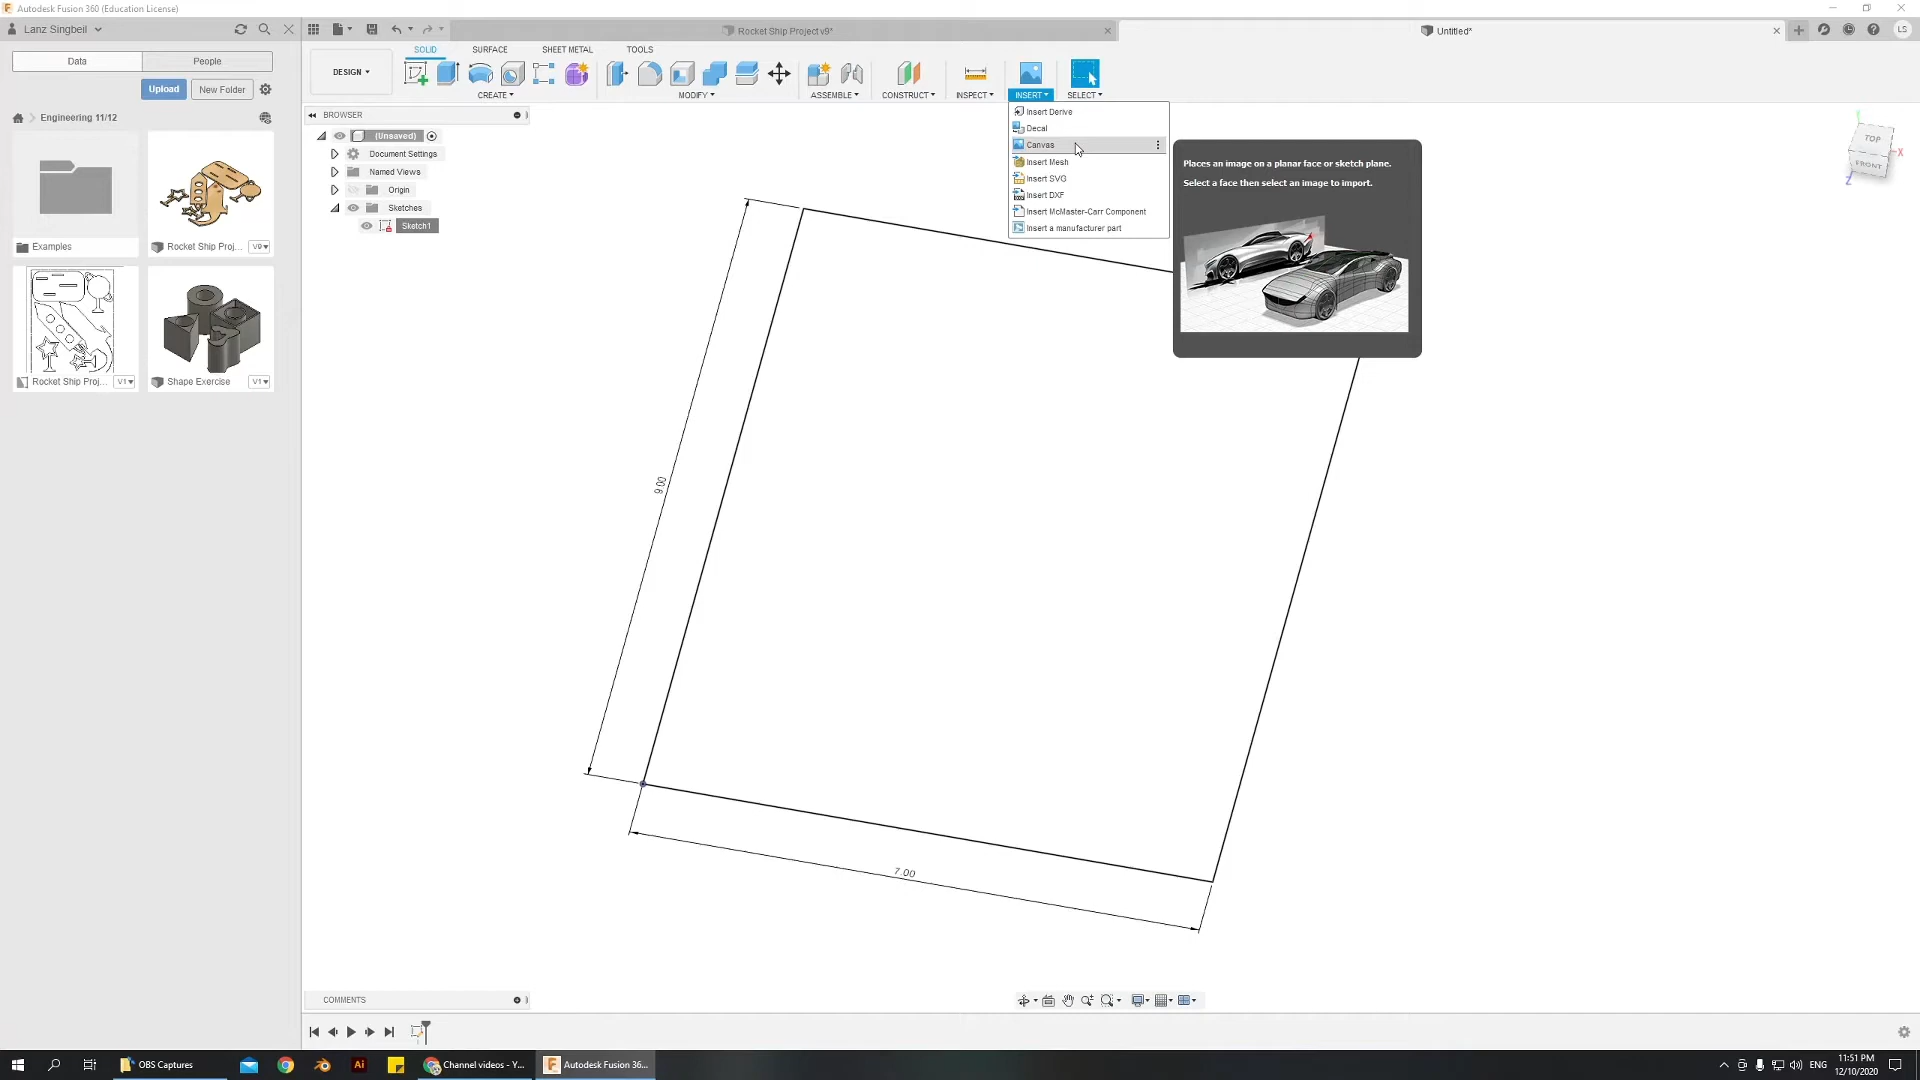 Autodesk Fusion 360 (Education License)
Lanz Singbeil
Rocket Ship Project v9*
Untitled*
LS
Data
People
Upload
New Folder
Engineering 11/12
Examples
Rocket Ship Proj...
V9
Rocket Ship Proj...
V1
Shape Exercise
V1
DESIGN
SOLID
SURFACE
SHEET METAL
TOOLS
CREATE
MODIFY
ASSEMBLE
CONSTRUCT
INSPECT
INSERT
SELECT
BROWSER
(Unsaved)
Document Settings
Named Views
Origin
Sketches
Sketch1
Insert Derive
Decal
Canvas
Insert Mesh
Insert SVG
Insert DXF
Insert McMaster-Carr Component
Insert a manufacturer part
Places an image on a planar face or sketch plane.
Select a face then select an image to import.
TOP
FRONT
X
Y
Z
9.00
7.00
COMMENTS
OBS Captures
Ai
Channel videos - Y...
Autodesk Fusion 36...
ENG
11:51 PM
12/10/2020